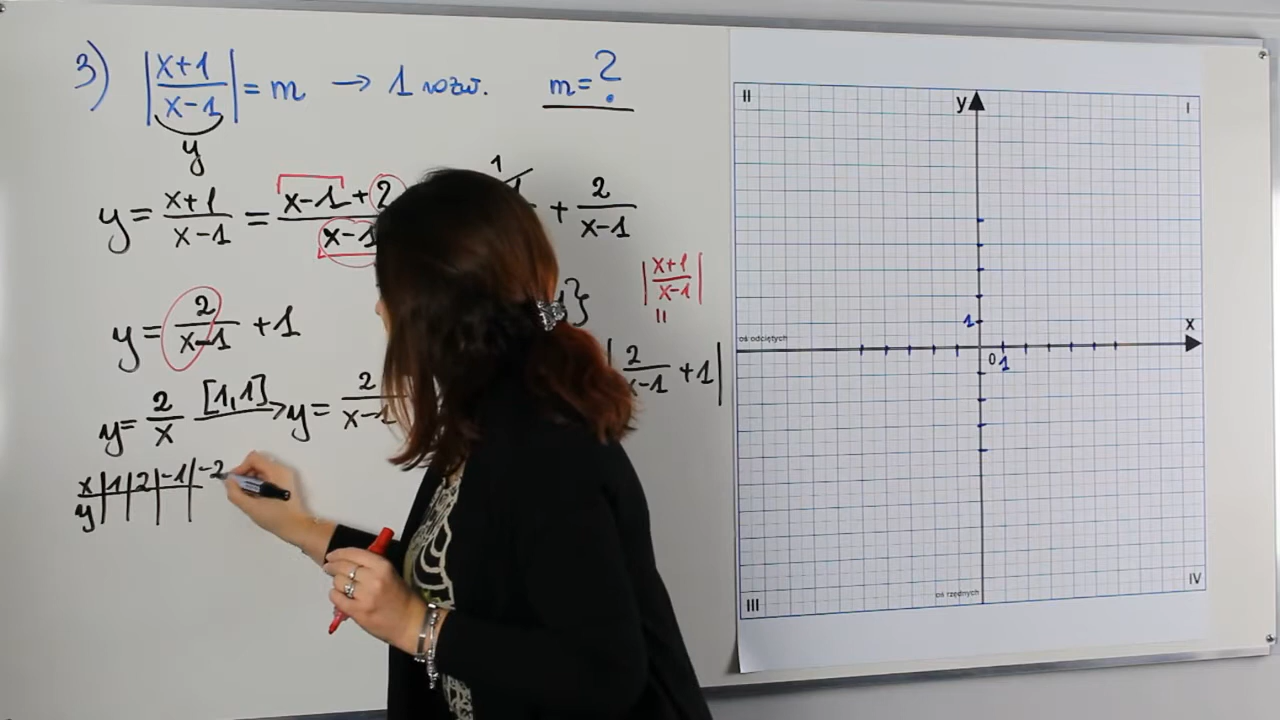 3) |x+1/x-1| = m → 1 rozw. m=?
y
y = x+1/x-1 = x-1+2/x-1 1 + 2/x-1
y = 2/x-1 + 1
|x+1/x-1|
=
|2/x-1 +1|
y = 2/x [1,1]→ y = 2/x-1
x|1|2|-1|-2
y
II y I
1
oś odciętych x
0 1
III oś rzędnych IV